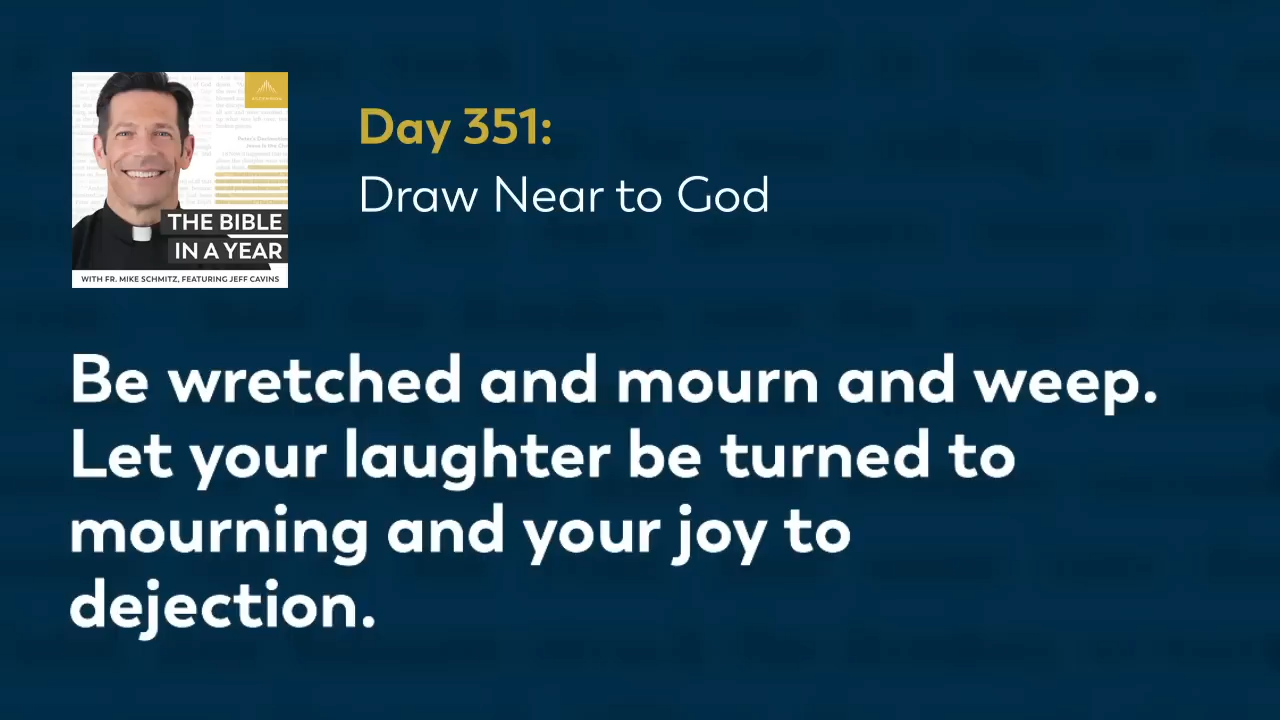 THE BIBLE
IN A YEAR
WITH FR. MIKE SCHMITZ, FEATURING JEFF CAVINS
Day 351:
Draw Near to God
Be wretched and mourn and weep.
Let your laughter be turned to
mourning and your joy to
dejection.